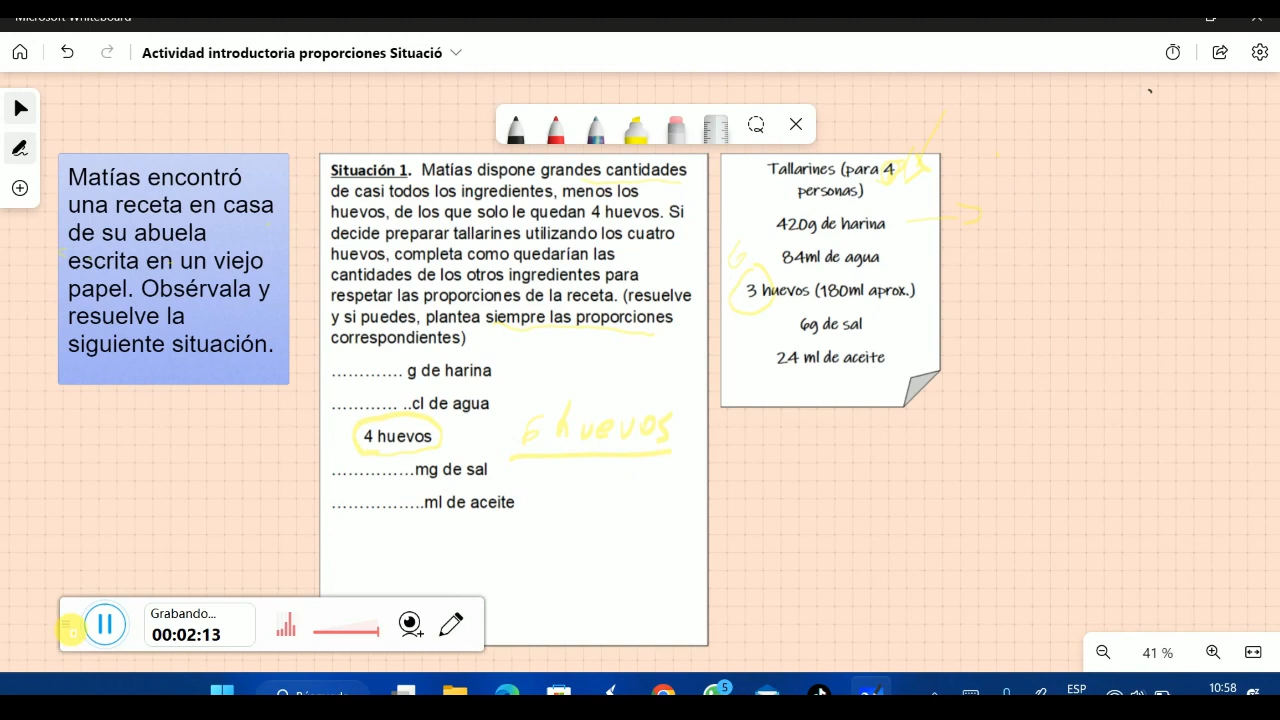 Microsoft Whiteboard
Actividad introductoria proporciones Situació
Matías encontró
una receta en casa
de su abuela
escrita en un viejo
papel. Obsérvala y
resuelve la
siguiente situación.
Situación 1. Matías dispone grandes cantidades
de casi todos los ingredientes, menos los
huevos, de los que solo le quedan 4 huevos. Si
decide preparar tallarines utilizando los cuatro
huevos, completa como quedarían las
cantidades de los otros ingredientes para
respetar las proporciones de la receta. (resuelve
y si puedes, plantea siempre las proporciones
correspondientes)
............. g de harina
............ ..cl de agua
4 huevos
...............mg de sal
..................ml de aceite
6 huevos
Tallarines (para 4
personas)
420g de harina
84ml de agua
3 huevos (180ml aprox.)
6g de sal
24 ml de aceite
6
Grabando...
00:02:13
41 %
Búsqueda
5
ESP
10:58